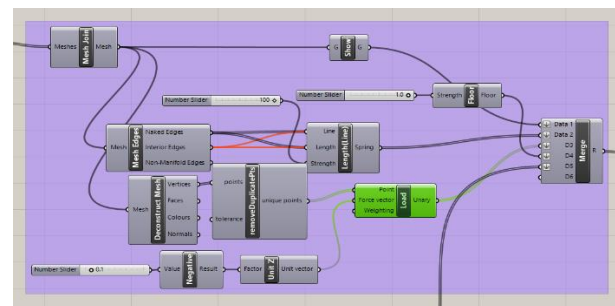 Meshes
Mesh Join
Mesh
G
Show
G
Number Slider
1.0
Strength
Floor
Floor
Number Slider
100
Mesh
Mesh Edges
Naked Edges
Interior Edges
Non-Manifold Edges
Line
Length
Strength
Length(Line)
Spring
Data 1
Data 2
D3
D4
D5
D6
Merge
R
Mesh
Deconstruct Mesh
Vertices
Faces
Colours
Normals
points
tolerance
removeDuplicatePts
unique points
Point
Force vector
Weighting
Load
Unary
Number Slider
0.1
Value
Negative
Result
Factor
Unit Z
Unit vector